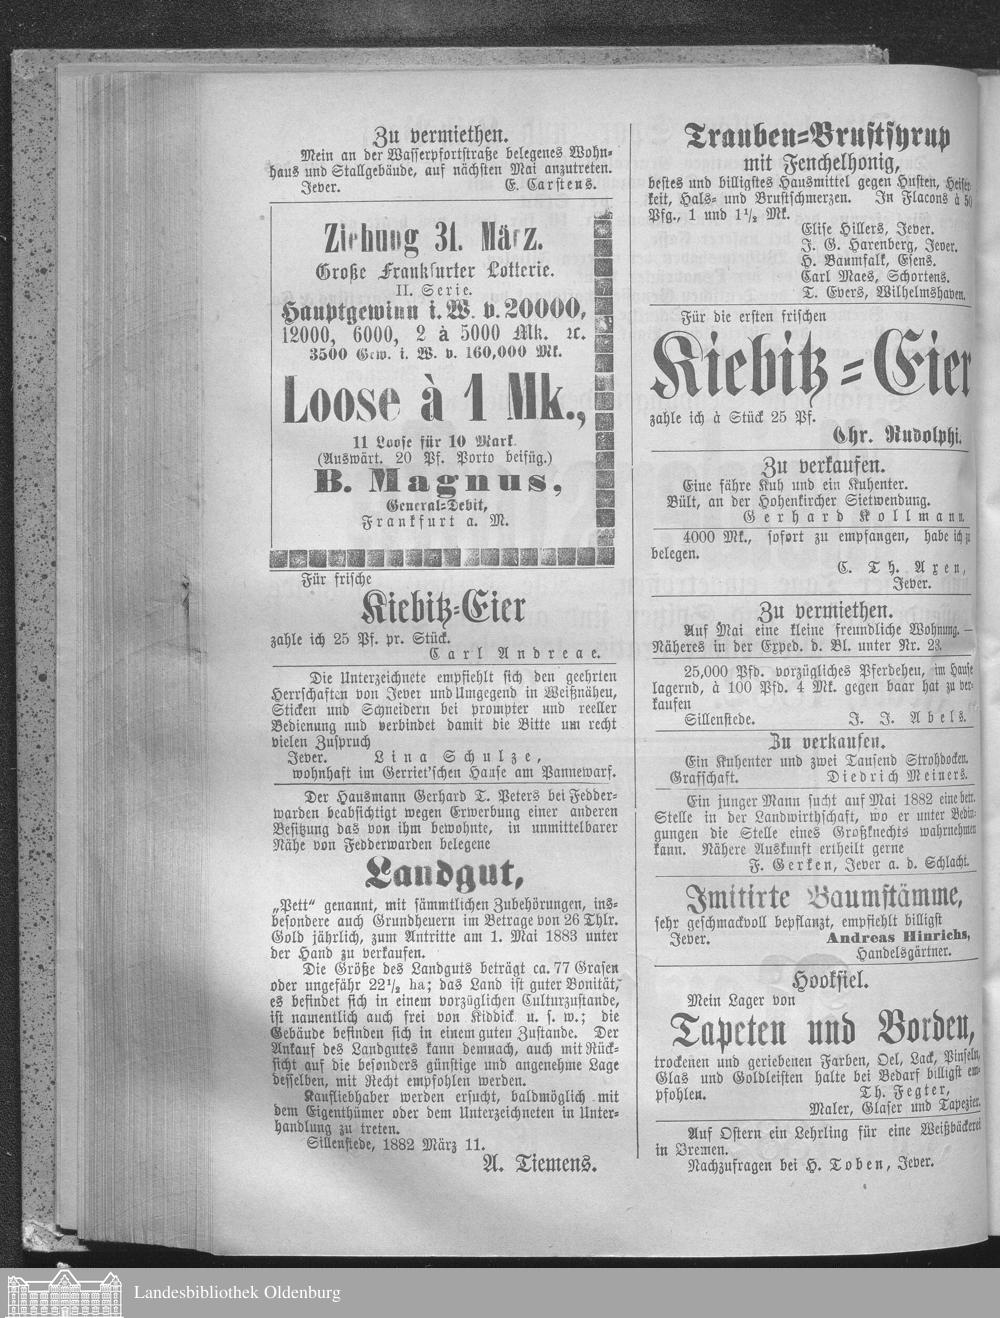 Zu vermiethen.
Mein an der Wasserpfortstraße belegenes Wohn-
haus und Stallgebäude, auf nächsten Mai anzutreten.
Jever. E. Carstens.
Ziehung 31. März.
Große Frankfurter Lotterie.
II. Serie.
Hauptgewinn i. W. v. 20000,
12000, 6000, 2 à 5000 Mk. ꝛc.
3500 Gew. i. W. v. 160,000 Mk.
Loose à 1 Mk.,
11 Loose für 10 Mark
(Auswärt. 20 Pf. Porto beifüg.)
B. Magnus,
General-Debit,
Frankfurt a. M.
Für frische
Kiebitz-Eier
zahle ich 25 Pf. pr. Stück.
Carl Andreae.
Die Unterzeichnete empfiehlt sich den geehrten
Herrschaften von Jever und Umgegend in Weißnähen,
Sticken und Schneidern bei prompter und reeller
Bedienung nud verbindet damit die Bitte um recht
vielen Zuspruch
Jever. Lina Schulze,
wohnhaft im Gerriet'schen Hause am Pannewarf.
Der Hausmann Gerhard T. Peters bei Fedder-
warden beabsichtigt wegen Erwerbung einer anderen
Besitzung das von ihm bewohnte, in unmittelbarer
Nähe von Fedderwarden belegene
Landgut,
„Pett" genannt, mit sämmtlichen Zubehörungen, ins-
besondere auch Grundheuern im Betrage von 26 Thlr.
Gold jährlich, zum Antritte am 1. Mai 1883 unter
der Hand zu verkaufen.
Die Größe des Landguts beträgt ca. 77 Grasen
oder ungefähr 22½ ha; das Land ist guter Bonität,
es befindet sich in einem vorzüglichen Culturzustande,
ist namentlich auch frei von Kiddick u. s. w.; die
Gebäude befinden sich in einem guten Zustande. Der
Ankauf des Landgutes kann demnach, auch mit Rück-
sicht auf die besonders günstige und angenehme Lage
desselben, mit Recht empfohlen werden.
Kaufliebhaber werden ersucht, baldmöglich mit
dem Eigenthümer oder dem Unterzeichneten in Unter-
handlung zu treten.
Sillenstede, 1882 März 11.
A. Tiemens.
Trauben-Brustsyrup
mit Fenchelhonig,
bestes und billigstes Hausmittel gegen Husten, Heiser-
keit, Hals- und Brustschmerzen. In Flacons à 50
Pfg., 1 und 1½ Mk.
Elise Hillers, Jever.
J. G. Harenberg, Jever.
H. Baumfalk, Esens.
Carl Maes, Schortens.
T. Evers, Wilhelmshaven.
Für die ersten frischen
Kiebitz-Eier
zahle ich à Stück 25 Pf.
Chr. Rudolphi.
Zu verkaufen.
Eine fähre Kuh und ein Kuhenter.
Bült, an der Hohenkircher Sietwendung.
Gerhard Kollmann.
4000 Mk., sofort zu empfangen, habe ich zu
belegen.
C. Th. Axen,
Jever.
Zu vermiethen.
Auf Mai eine kleine freundliche Wohnung. —
Näheres in der Exped. d. Bl. unter Nr. 23.
25,000 Pfd. vorzügliches Pferdeheu, im Hause
lagernd, à 100 Pfd. 4 Mk. gegen baar hat zu ver-
kaufen
Sillenstede. J. J. Abels.
Zu verkaufen.
Ein Kuhenter und zwei Tausend Strohdocken.
Grafschaft. Diedrich Meiners.
Ein junger Mann sucht auf Mai 1882 eine betr.
Stelle in der Landwirthschaft, wo er unter Bedin-
gungen die Stelle eines Großknechts wahrnehmen
kann. Nähere Auskunft ertheilt gerne
F. Gerken, Jever a. d. Schlacht.
Imitirte Baumstämme,
sehr geschmackvoll bepflanzt, empfiehlt billigst
Jever. Andreas Hinrichs,
Handelsgärtner.
Hooksiel.
Mein Lager von
Tapeten und Borden,
trockenen und geriebenen Farben, Oel, Lack, Pinseln,
Glas und Goldleisten halte bei Bedarf billigst em-
pfohlen. Th. Fegter,
Maler, Glaser und Tapezier.
Auf Ostern ein Lehrling für eine Weißbäckerei
in Bremen.
Nachzufragen bei H. Toben, Jever.
Landesbibliothek Oldenburg